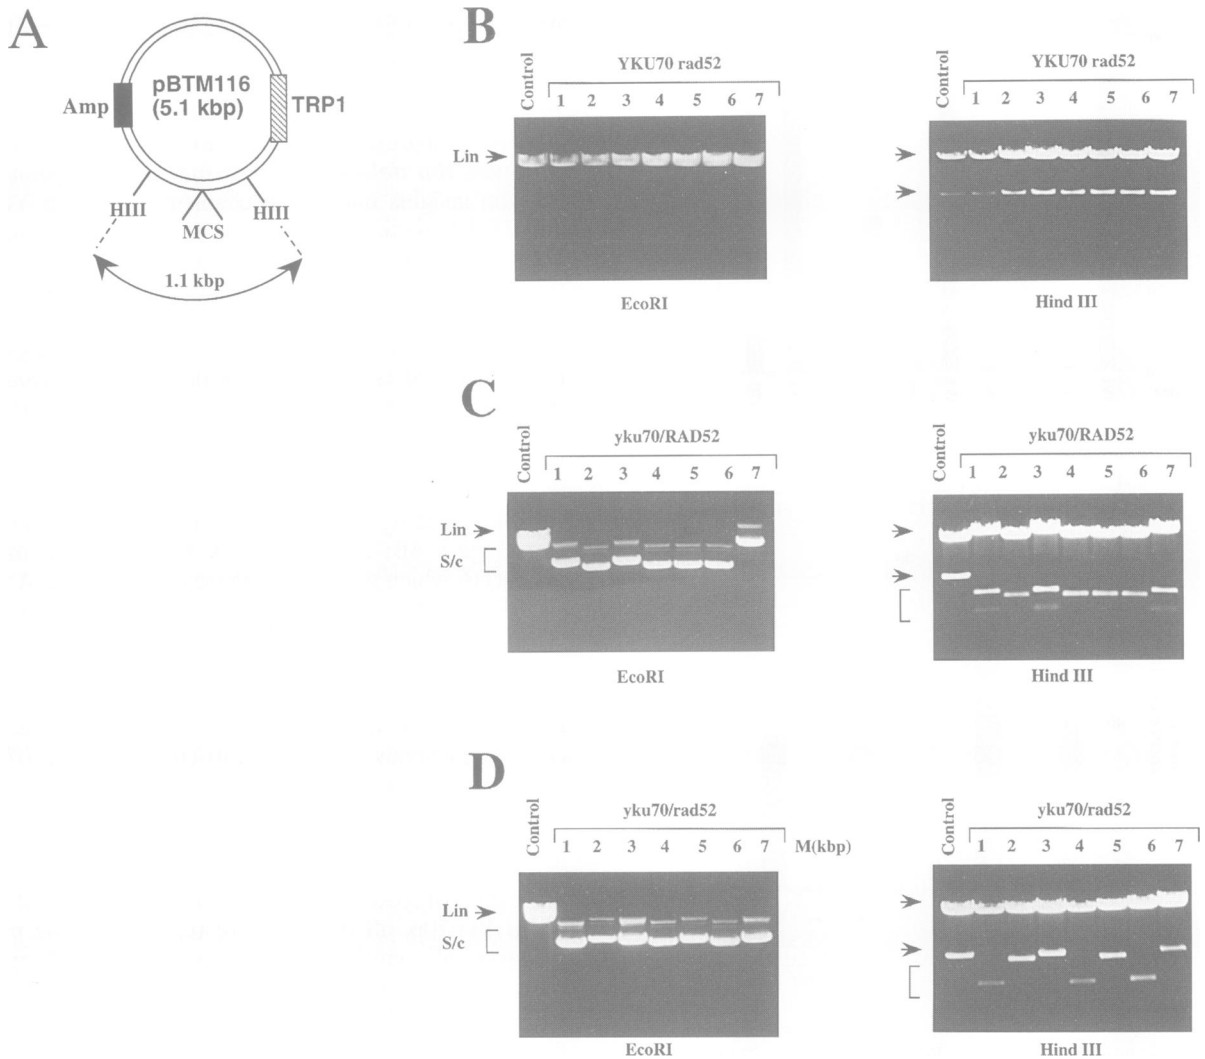 A
pBTM116
(5.1 kbp)
Amp
TRP1
HIII
HIII
MCS
1.1 kbp
B
Control
YKU70 rad52
1 2 3 4 5 6 7
Lin
EcoRI
Control
YKU70 rad52
1 2 3 4 5 6 7
Hind III
C
Control
yku70/RAD52
1 2 3 4 5 6 7
Lin
S/c
EcoRI
Control
yku70/RAD52
1 2 3 4 5 6 7
Hind III
D
Control
yku70/rad52
1 2 3 4 5 6 7 M(kbp)
Lin
S/c
EcoRI
Control
yku70/rad52
1 2 3 4 5 6 7
Hind III